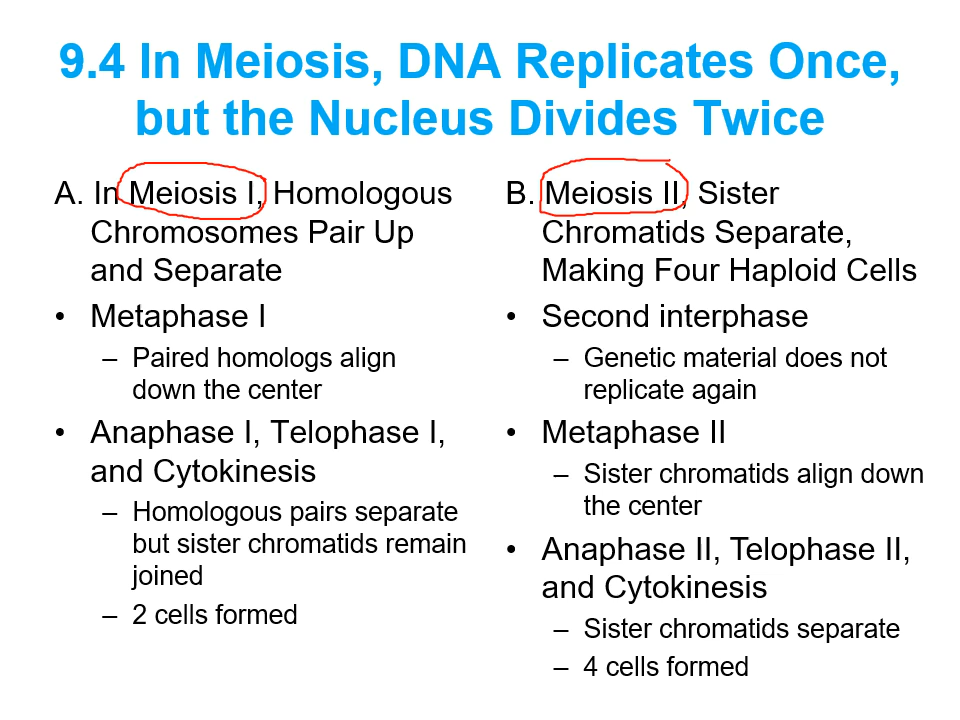 9.4 In Meiosis, DNA Replicates Once,
but the Nucleus Divides Twice
A. In Meiosis I, Homologous
Chromosomes Pair Up
and Separate
• Metaphase I
– Paired homologs align
down the center
• Anaphase I, Telophase I,
and Cytokinesis
– Homologous pairs separate
but sister chromatids remain
joined
– 2 cells formed
B. Meiosis II, Sister
Chromatids Separate,
Making Four Haploid Cells
• Second interphase
– Genetic material does not
replicate again
• Metaphase II
– Sister chromatids align down
the center
• Anaphase II, Telophase II,
and Cytokinesis
– Sister chromatids separate
– 4 cells formed